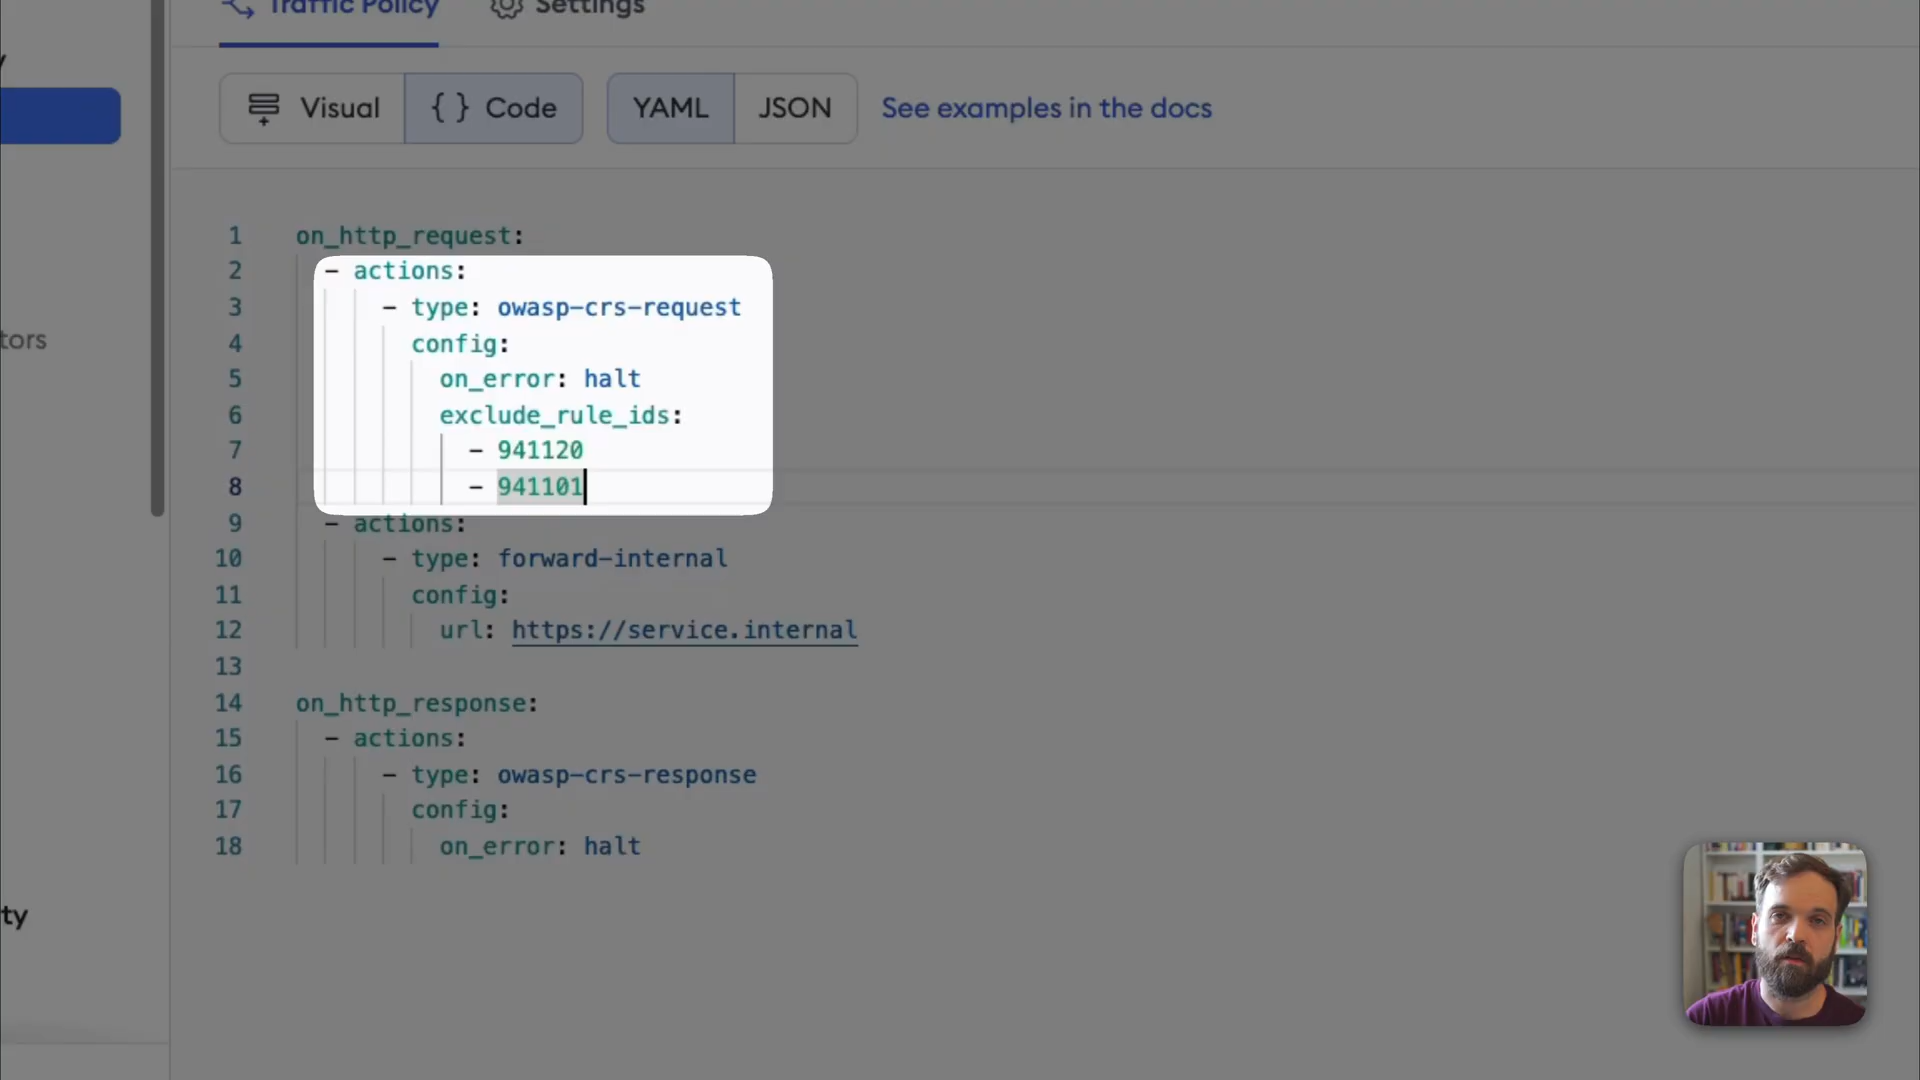 Traffic Policy
Settings
Visual
{ } Code
YAML
JSON
See examples in the docs
1 on_http_request:
2 - actions:
3 - type: owasp-crs-request
4 config:
5 on_error: halt
6 exclude_rule_ids:
7 - 941120
8 - 941101
9 - actions:
10 - type: forward-internal
11 config:
12 url: https://service.internal
13
14 on_http_response:
15 - actions:
16 - type: owasp-crs-response
17 config:
18 on_error: halt
tors
ty